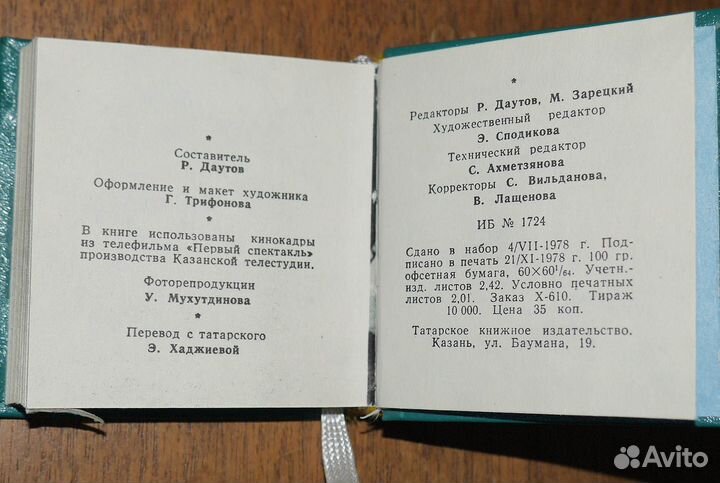 *
Составитель
Р. Даутов
Оформление и макет художника
Г. Трифонова
*
В книге использованы кинокадры
из телефильма «Первый спектакль»
производства Казанской телестудии.
Фоторепродукции
У. Мухутдинова
*
Перевод с татарского
Э. Хаджиевой
*
Редакторы Р. Даутов, М. Зарецкий
Художественный редактор
Э. Сподикова
Технический редактор
С. Ахметзянова
Корректоры С. Вильданова,
В. Лащенова
ИБ № 1724
Сдано в набор 4/VII-1978 г. Под-
писано в печать 21/XI-1978 г. 100 гр.
офсетная бумага, 60×60¹/₆₄. Учетн.-
изд. листов 2,42. Условно печатных
листов 2,01. Заказ Х-610. Тираж
10 000. Цена 35 коп.
Татарское книжное издательство.
Казань, ул. Баумана, 19.
Avito